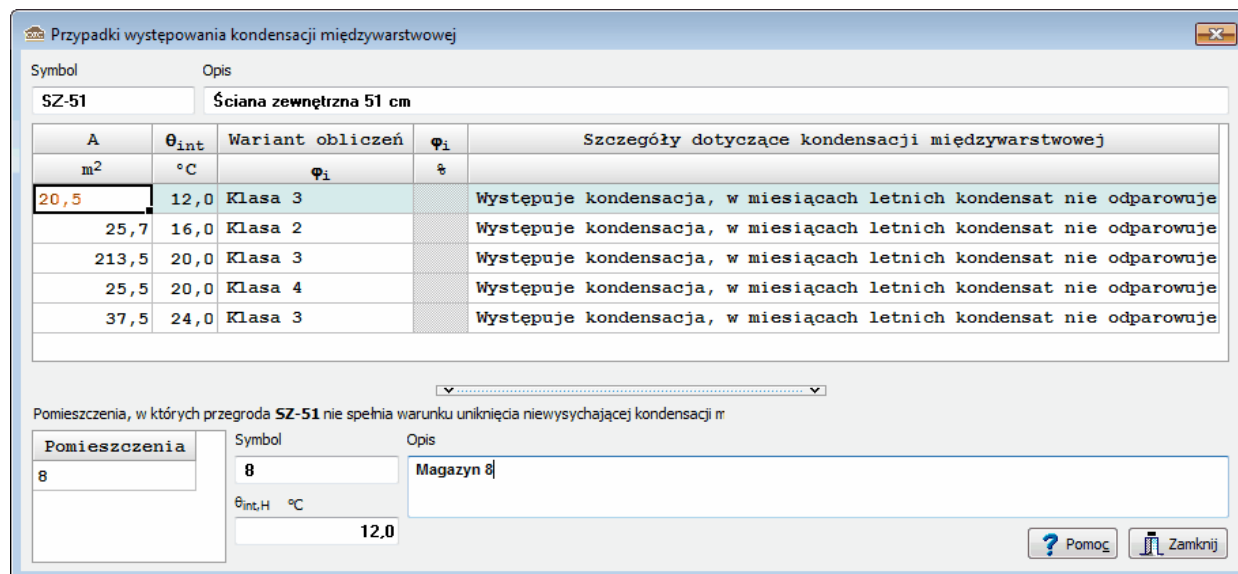 Przypadki występowania kondensacji międzywarstwowej
Symbol Opis
SZ-51 Ściana zewnętrzna 51 cm
A θint Wariant obliczeń φi Szczegóły dotyczące kondensacji międzywarstwowej
m² °C φi %
20,5 12,0 Klasa 3 Występuje kondensacja, w miesiącach letnich kondensat nie odparowuje
25,7 16,0 Klasa 2 Występuje kondensacja, w miesiącach letnich kondensat nie odparowuje
213,5 20,0 Klasa 3 Występuje kondensacja, w miesiącach letnich kondensat nie odparowuje
25,5 20,0 Klasa 4 Występuje kondensacja, w miesiącach letnich kondensat nie odparowuje
37,5 24,0 Klasa 3 Występuje kondensacja, w miesiącach letnich kondensat nie odparowuje
Pomieszczenia, w których przegroda SZ-51 nie spełnia warunku uniknięcia niewysychającej kondensacji m
Pomieszczenia Symbol Opis
8 8 Magazyn 8
θint,H °C
12,0
? Pomoc Zamknij